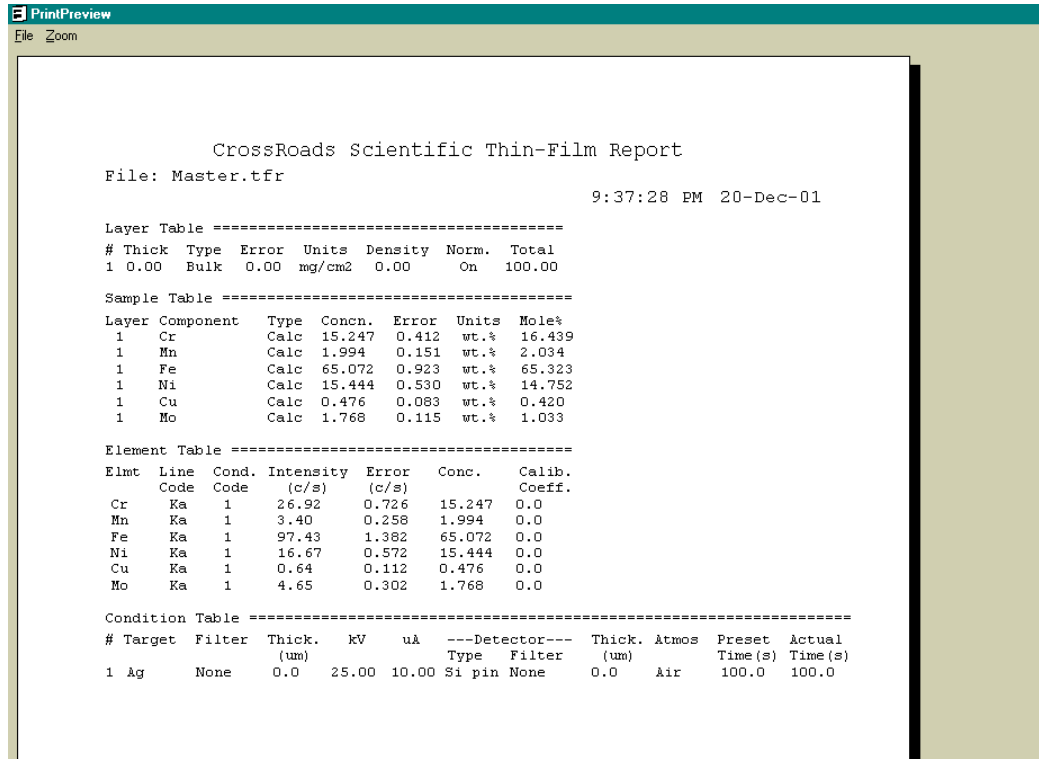 PrintPreview
File Zoom
CrossRoads Scientific Thin-Film Report
File: Master.tfr
9:37:28 PM 20-Dec-01
Layer Table =======================================
# Thick Type Error Units Density Norm. Total
1 0.00 Bulk 0.00 mg/cm2 0.00 On 100.00
Sample Table =======================================
Layer Component Type Concn. Error Units Mole%
1 Cr Calc 15.247 0.412 wt.% 16.439
1 Mn Calc 1.994 0.151 wt.% 2.034
1 Fe Calc 65.072 0.923 wt.% 65.323
1 Ni Calc 15.444 0.530 wt.% 14.752
1 Cu Calc 0.476 0.083 wt.% 0.420
1 Mo Calc 1.768 0.115 wt.% 1.033
Element Table ======================================
Elmt Line Cond. Intensity Error Conc. Calib.
Code Code (c/s) (c/s) Coeff.
Cr Ka 1 26.92 0.726 15.247 0.0
Mn Ka 1 3.40 0.258 1.994 0.0
Fe Ka 1 97.43 1.382 65.072 0.0
Ni Ka 1 16.67 0.572 15.444 0.0
Cu Ka 1 0.64 0.112 0.476 0.0
Mo Ka 1 4.65 0.302 1.768 0.0
Condition Table ===================================================================
# Target Filter Thick. kV uA ---Detector--- Thick. Atmos Preset Actual
(um) Type Filter (um) Time(s) Time(s)
1 Ag None 0.0 25.00 10.00 Si pin None 0.0 Air 100.0 100.0